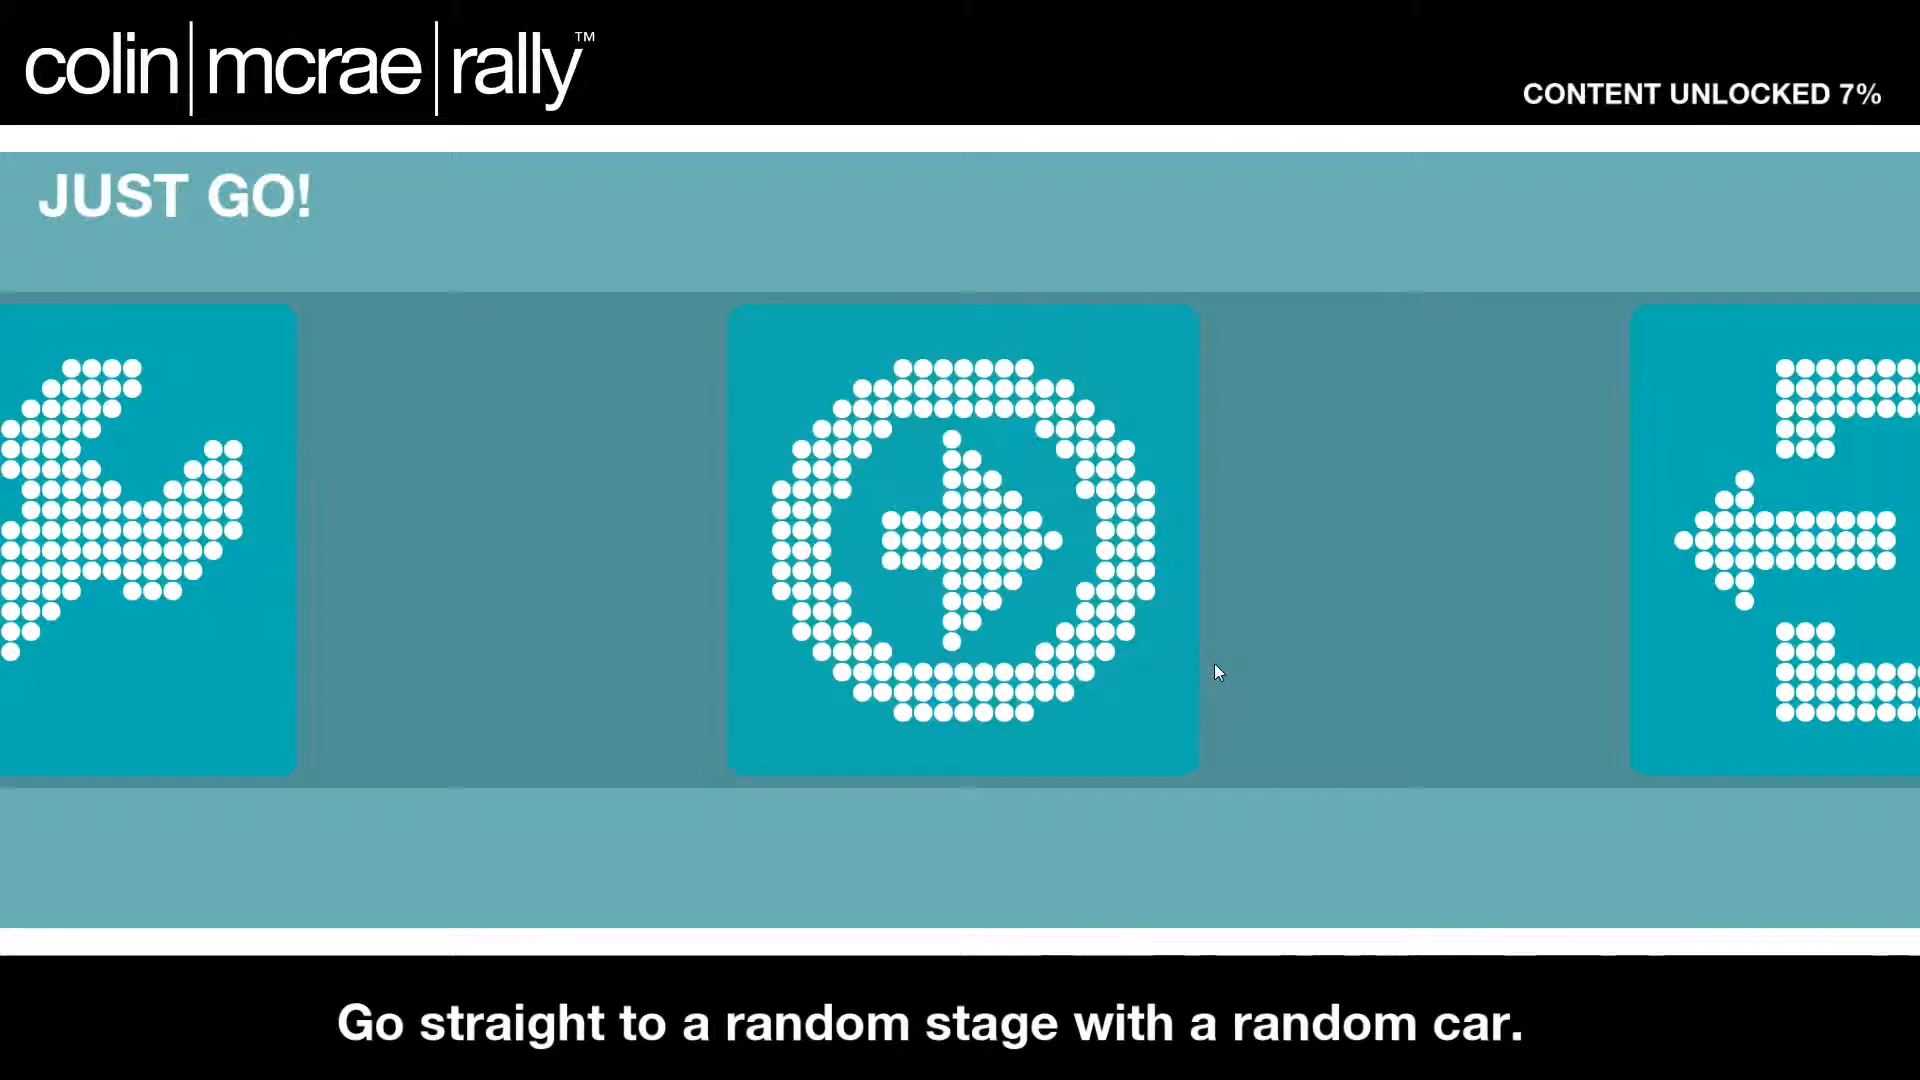 colin|mcrae|rally™
CONTENT UNLOCKED 7%
JUST GO!
Go straight to a random stage with a random car.